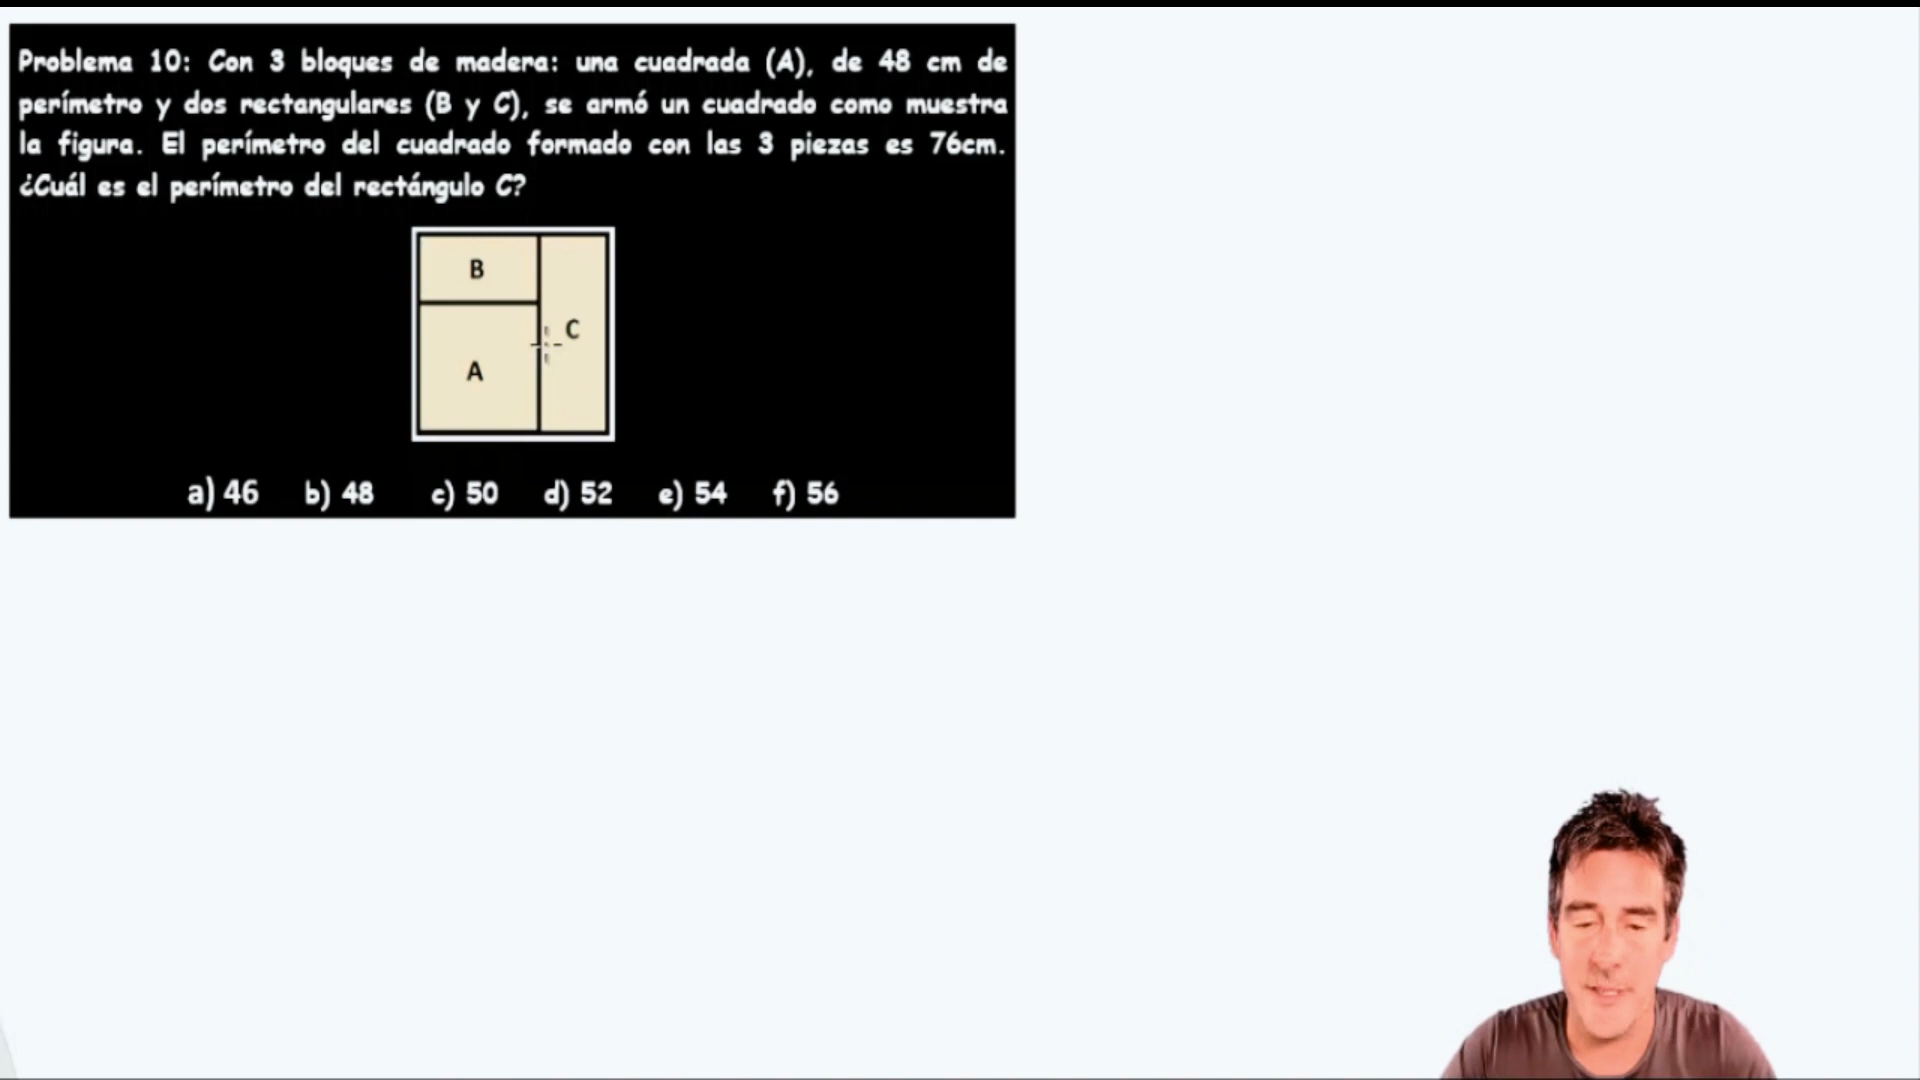 Problema 10: Con 3 bloques de madera: una cuadrada (A), de 48 cm de
perímetro y dos rectangulares (B y C), se armó un cuadrado como muestra
la figura. El perímetro del cuadrado formado con las 3 piezas es 76cm.
¿Cuál es el perímetro del rectángulo C?
B
C
A
a) 46 b) 48 c) 50 d) 52 e) 54 f) 56